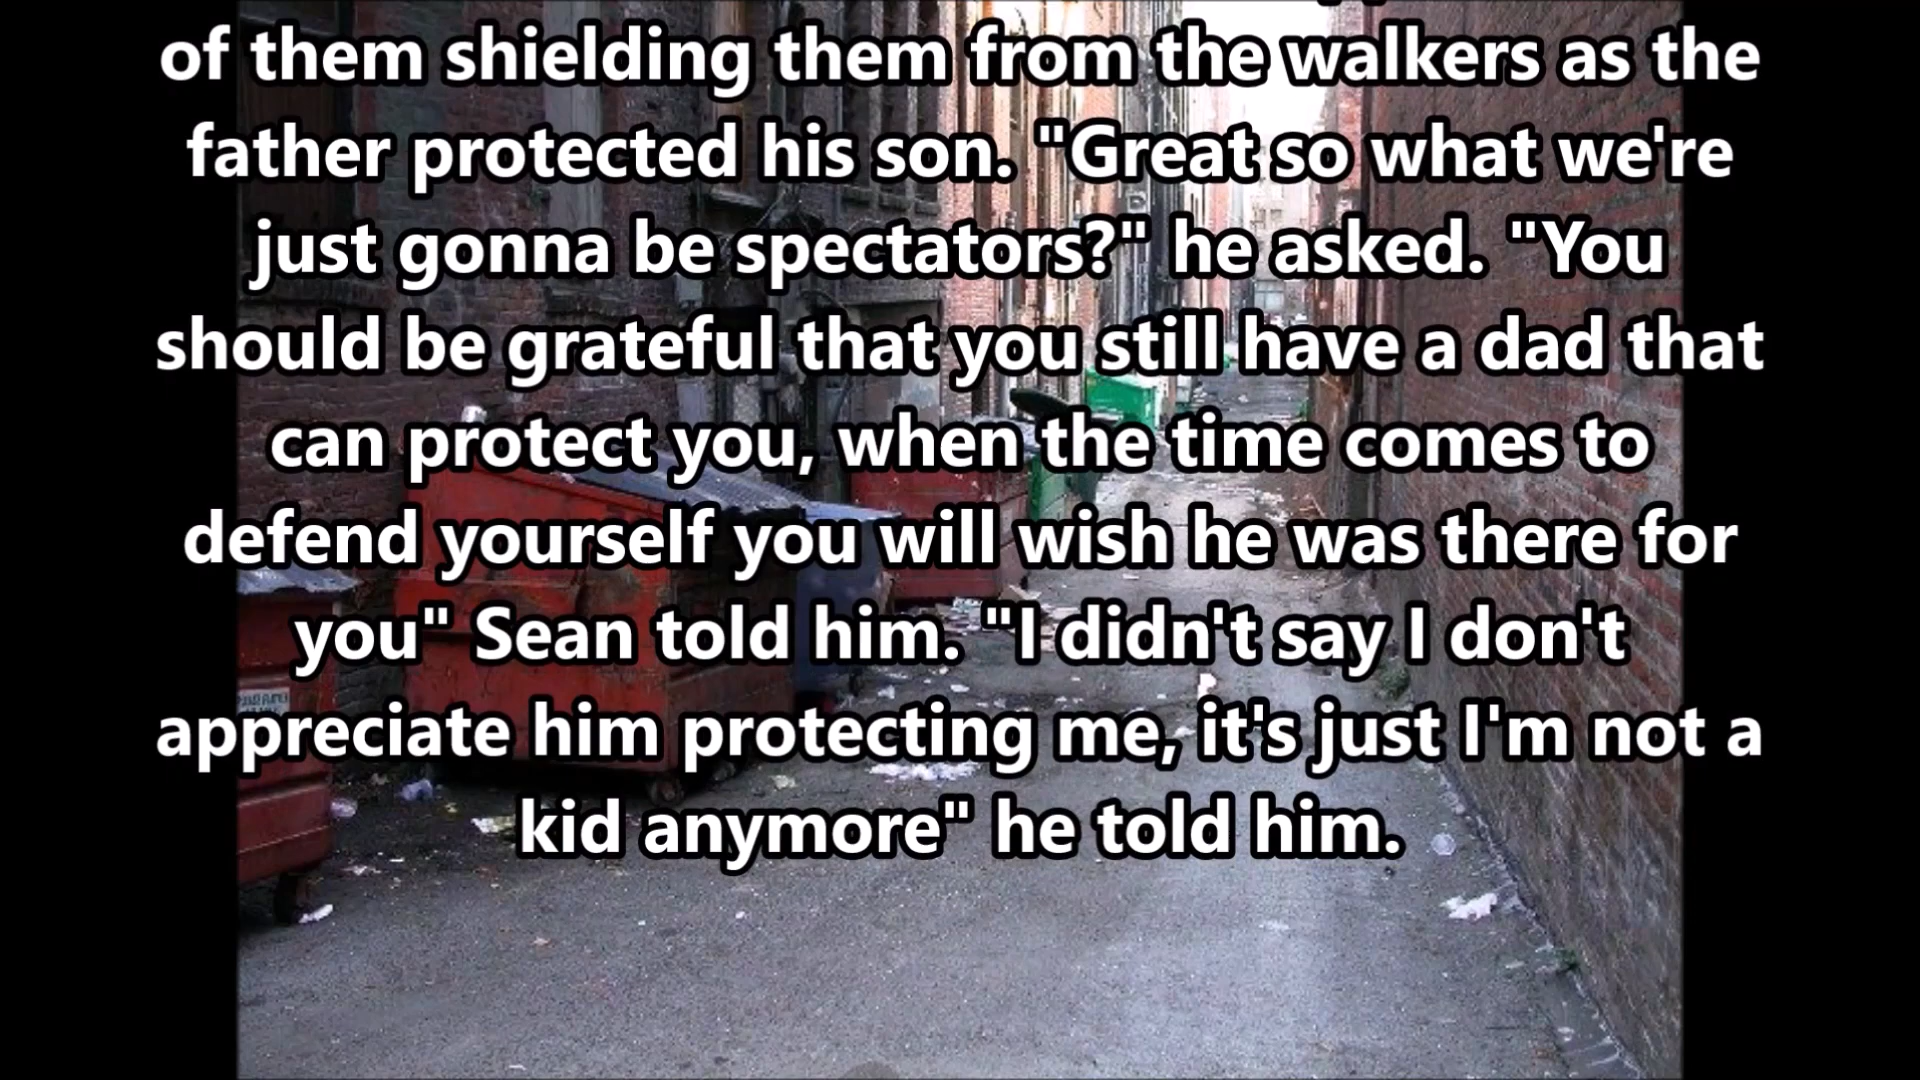 of them shielding them from the walkers as the
father protected his son. "Great so what we're
just gonna be spectators?" he asked. "You
should be grateful that you still have a dad that
can protect you, when the time comes to
defend yourself you will wish he was there for
you" Sean told him. "I didn't say I don't
appreciate him protecting me, it's just I'm not a
kid anymore" he told him.